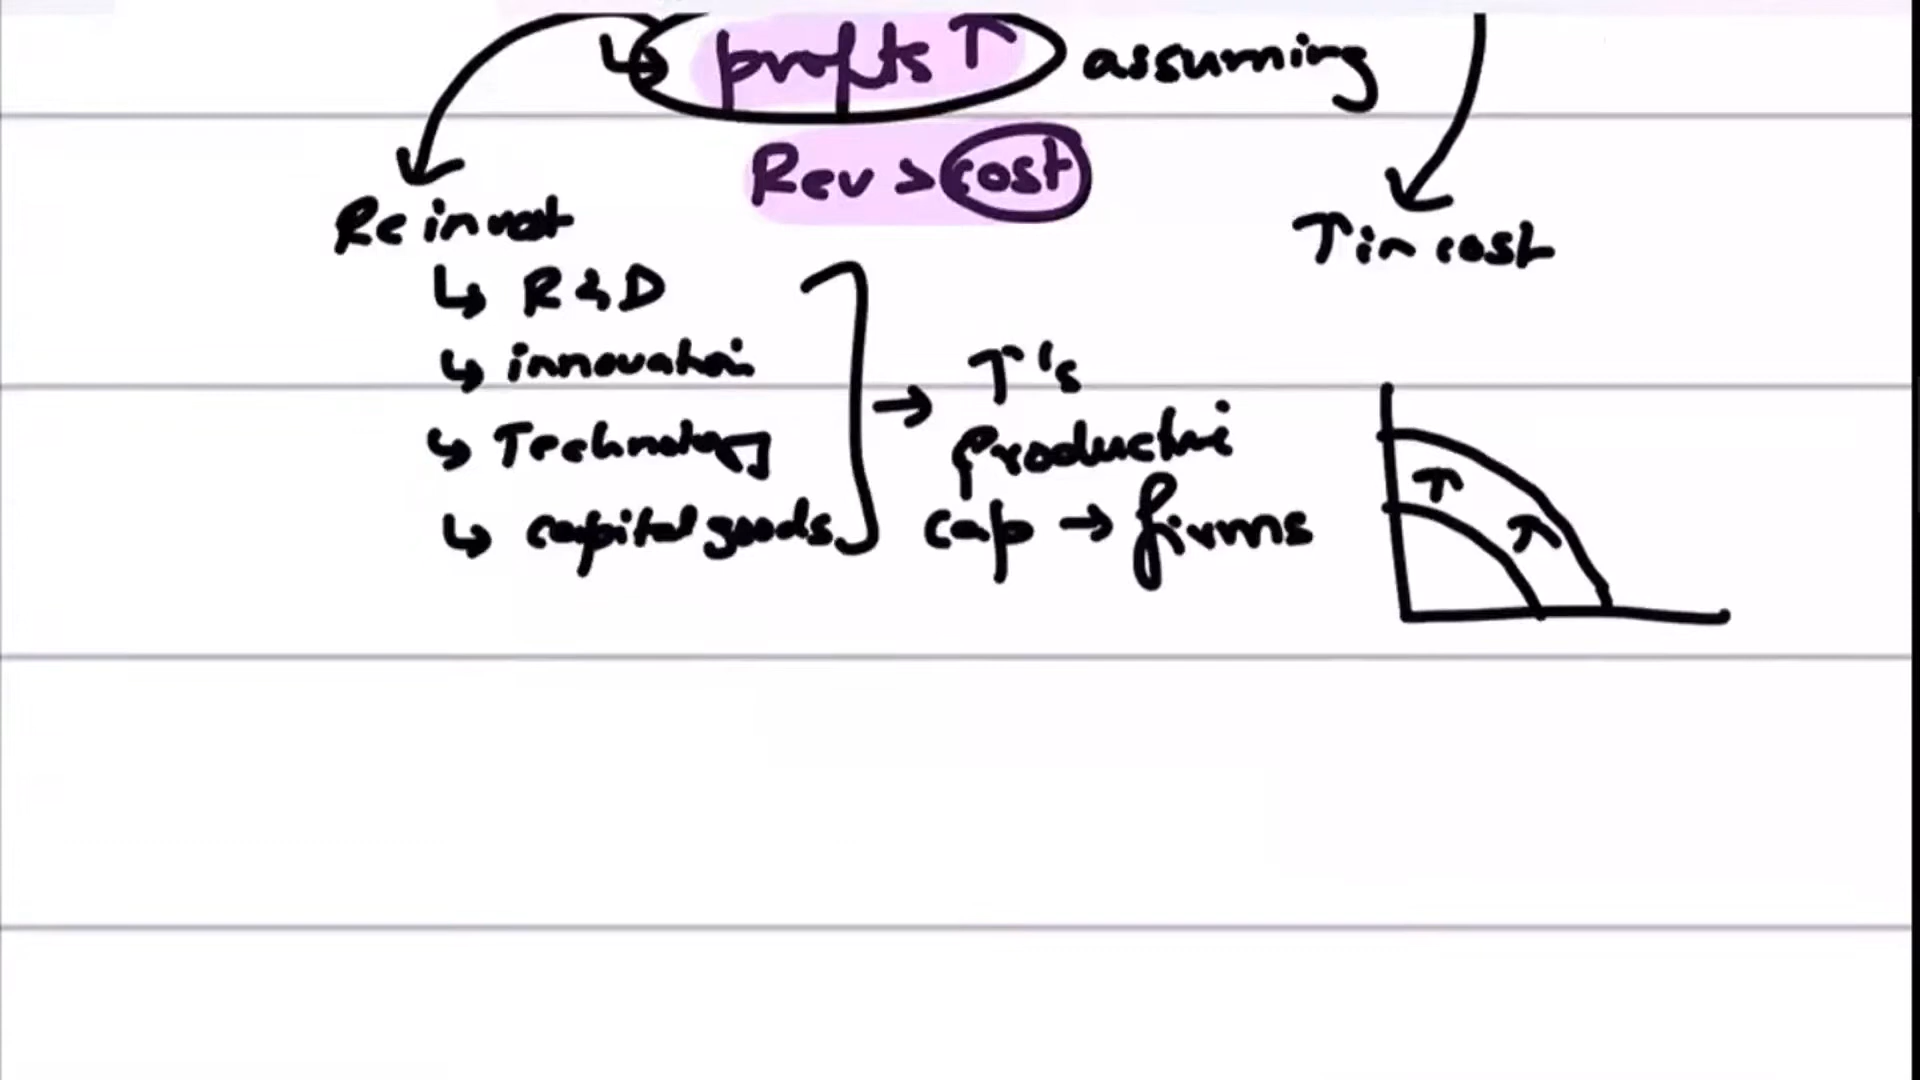 ↳ profits ↑ assuming
Rev > cost
Reinvest
↑ in cost
↳ R & D
↳ innovation
↳ Technology
↳ capital goods
→ ↑'s
productive
cap → firms